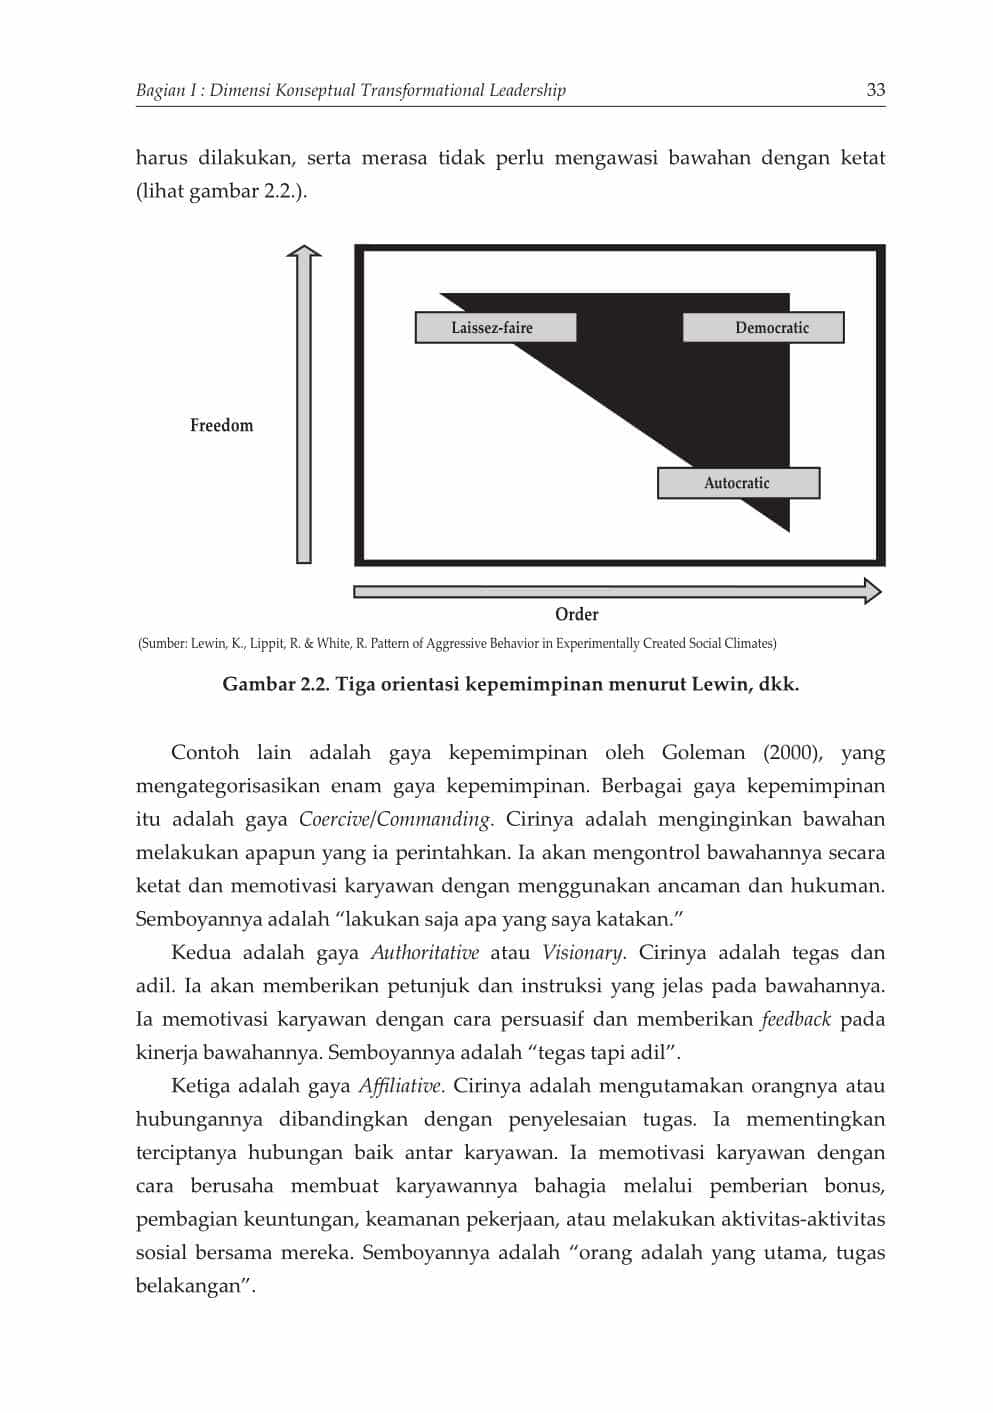 Bagian I : Dimensi Konseptual Transformational Leadership 33
harus dilakukan, serta merasa tidak perlu mengawasi bawahan dengan ketat
(lihat gambar 2.2.).
Laissez-faire
Democratic
Freedom
Autocratic
Order
(Sumber: Lewin, K., Lippit, R. & White, R. Pattern of Aggressive Behavior in Experimentally Created Social Climates)
Gambar 2.2. Tiga orientasi kepemimpinan menurut Lewin, dkk.
Contoh lain adalah gaya kepemimpinan oleh Goleman (2000), yang
mengategorisasikan enam gaya kepemimpinan. Berbagai gaya kepemimpinan
itu adalah gaya Coercive/Commanding. Cirinya adalah menginginkan bawahan
melakukan apapun yang ia perintahkan. Ia akan mengontrol bawahannya secara
ketat dan memotivasi karyawan dengan menggunakan ancaman dan hukuman.
Semboyannya adalah “lakukan saja apa yang saya katakan.”
Kedua adalah gaya Authoritative atau Visionary. Cirinya adalah tegas dan
adil. Ia akan memberikan petunjuk dan instruksi yang jelas pada bawahannya.
Ia memotivasi karyawan dengan cara persuasif dan memberikan feedback pada
kinerja bawahannya. Semboyannya adalah “tegas tapi adil”.
Ketiga adalah gaya Affiliative. Cirinya adalah mengutamakan orangnya atau
hubungannya dibandingkan dengan penyelesaian tugas. Ia mementingkan
terciptanya hubungan baik antar karyawan. Ia memotivasi karyawan dengan
cara berusaha membuat karyawannya bahagia melalui pemberian bonus,
pembagian keuntungan, keamanan pekerjaan, atau melakukan aktivitas-aktivitas
sosial bersama mereka. Semboyannya adalah “orang adalah yang utama, tugas
belakangan”.